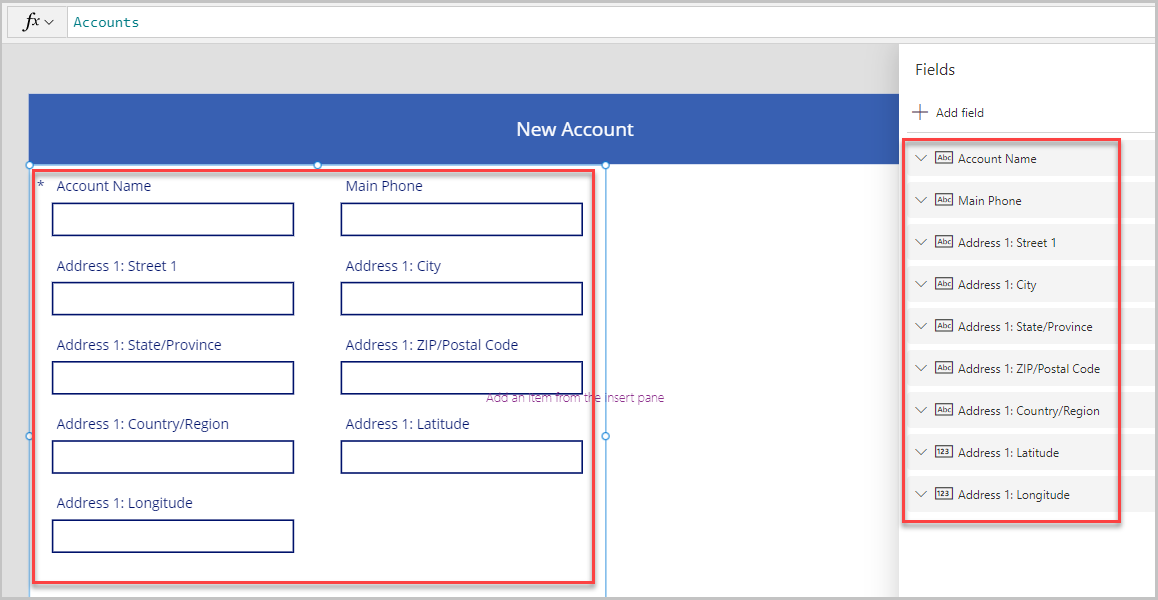 fx Accounts
New Account
* Account Name Main Phone
Address 1: Street 1 Address 1: City
Address 1: State/Province Address 1: ZIP/Postal Code
Add an item from the insert pane
Address 1: Country/Region Address 1: Latitude
Address 1: Longitude
Fields
Add field
Abc Account Name
Abc Main Phone
Abc Address 1: Street 1
Abc Address 1: City
Abc Address 1: State/Province
Abc Address 1: ZIP/Postal Code
Abc Address 1: Country/Region
123 Address 1: Latitude
123 Address 1: Longitude